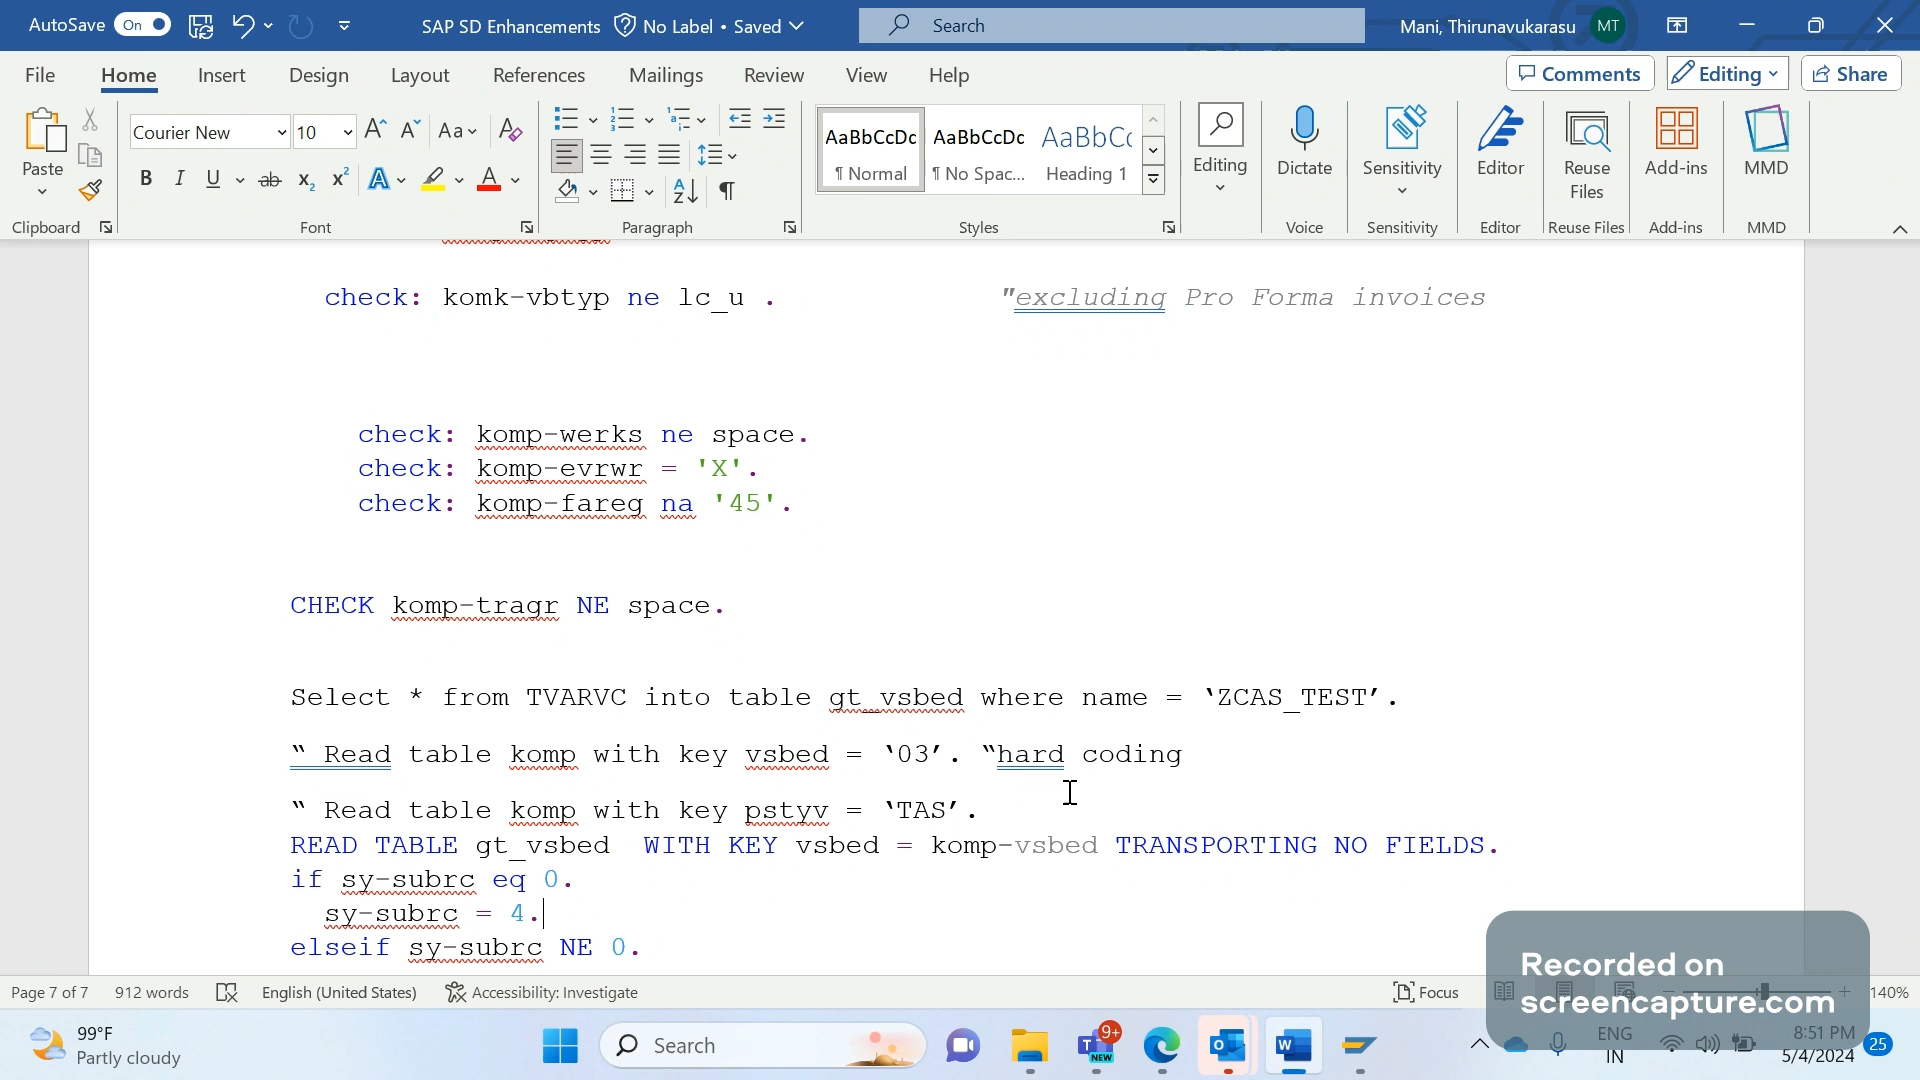 AutoSave On SAP SD Enhancements No Label • Saved Search Mani, Thirunavukarasu MT
File Home Insert Design Layout References Mailings Review View Help Comments Editing Share
Paste Courier New 10 Aa A A B I U ab x2 x2 A A
AaBbCcDc AaBbCcDc AaBbCc
¶ Normal ¶ No Spac... Heading 1
Editing Dictate Sensitivity Editor Reuse Files Add-ins MMD
Clipboard Font Paragraph Styles Voice Sensitivity Editor Reuse Files Add-ins MMD
check: komk-vbtyp ne lc_u . "excluding Pro Forma invoices
check: komp-werks ne space.
check: komp-evrwr = 'X'.
check: komp-fareg na '45'.
CHECK komp-tragr NE space.
Select * from TVARVC into table gt_vsbed where name = ‘ZCAS_TEST’.
“ Read table komp with key vsbed = ‘03’. “hard coding
“ Read table komp with key pstyv = ‘TAS’.
READ TABLE gt_vsbed WITH KEY vsbed = komp-vsbed TRANSPORTING NO FIELDS.
if sy-subrc eq 0.
sy-subrc = 4.
elseif sy-subrc NE 0.
Recorded on
screencapture.com
Page 7 of 7 912 words English (United States) Accessibility: Investigate Focus 140%
99°F
Partly cloudy
Search
9+
NEW
ENG
IN
8:51 PM
5/4/2024
25